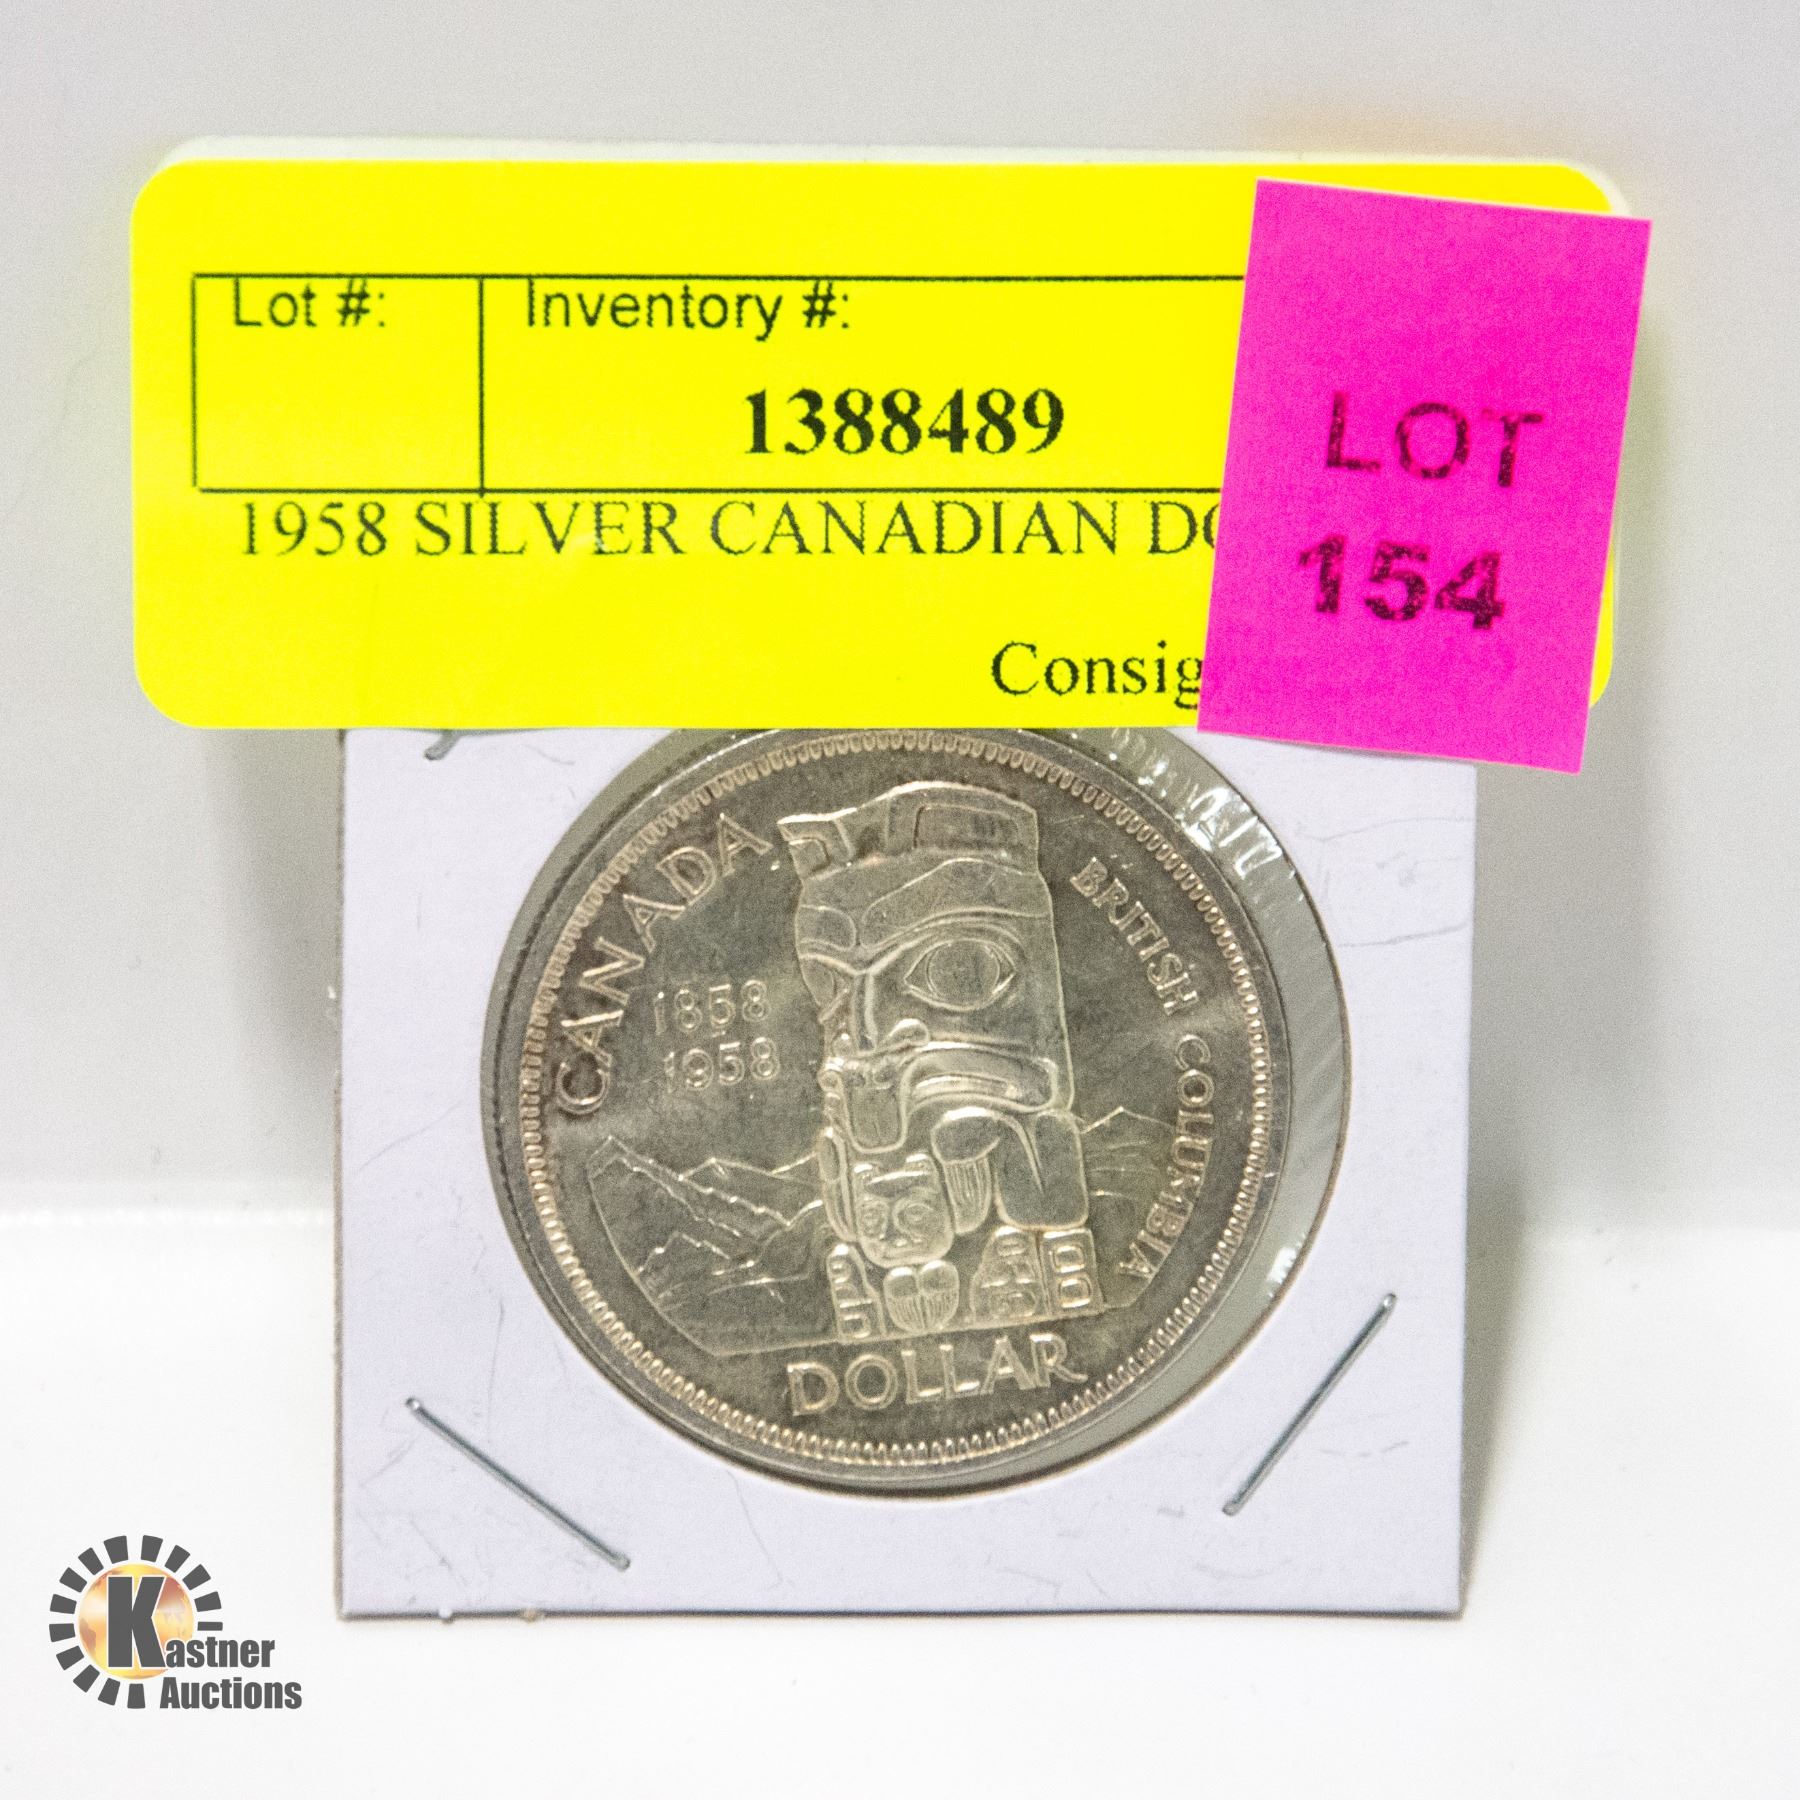 Lot #:
Inventory #:
1388489
1958 SILVER CANADIAN DO
Consig
LOT
154
CANADA
1858
1958
BRITISH COLUMBIA
DOLLAR
Kastner
Auctions